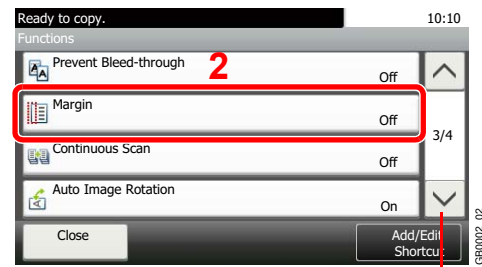 Ready to copy. 10:10
Functions
Prevent Bleed-through 2 Off
Margin Off
3/4
Continuous Scan Off
Auto Image Rotation On
Close Add/Edit
Shortcut
GB0002_02